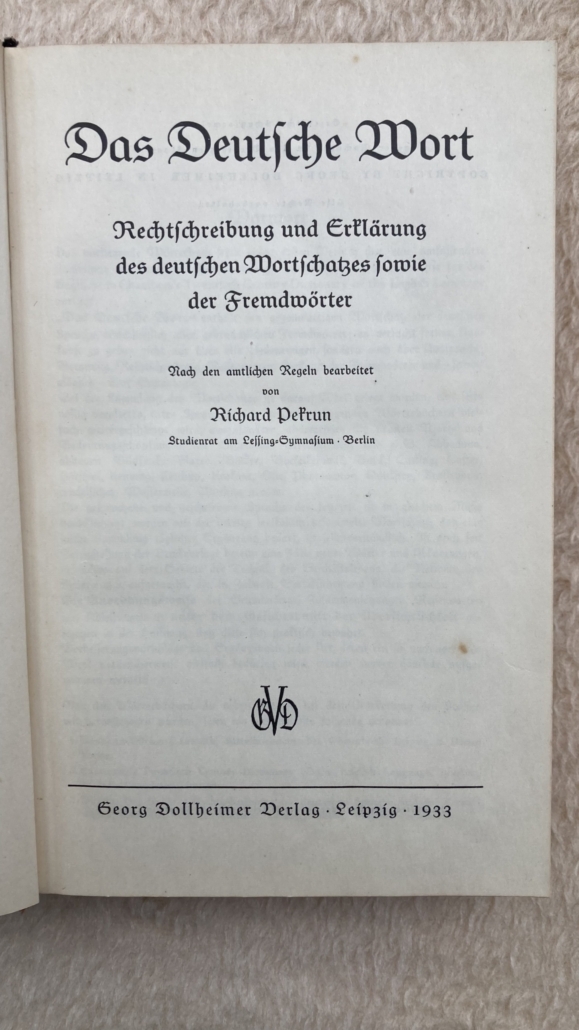 Das Deutſche Wort
Rechtſchreibung und Erklärung
des deutſchen Wortſchatzes ſowie
der Fremdwörter
Nach den amtlichen Regeln bearbeitet
von
Richard Pekrun
Studienrat am Leſſing-Gymnaſium · Berlin
GVD
Georg Dollheimer Verlag · Leipzig · 1933